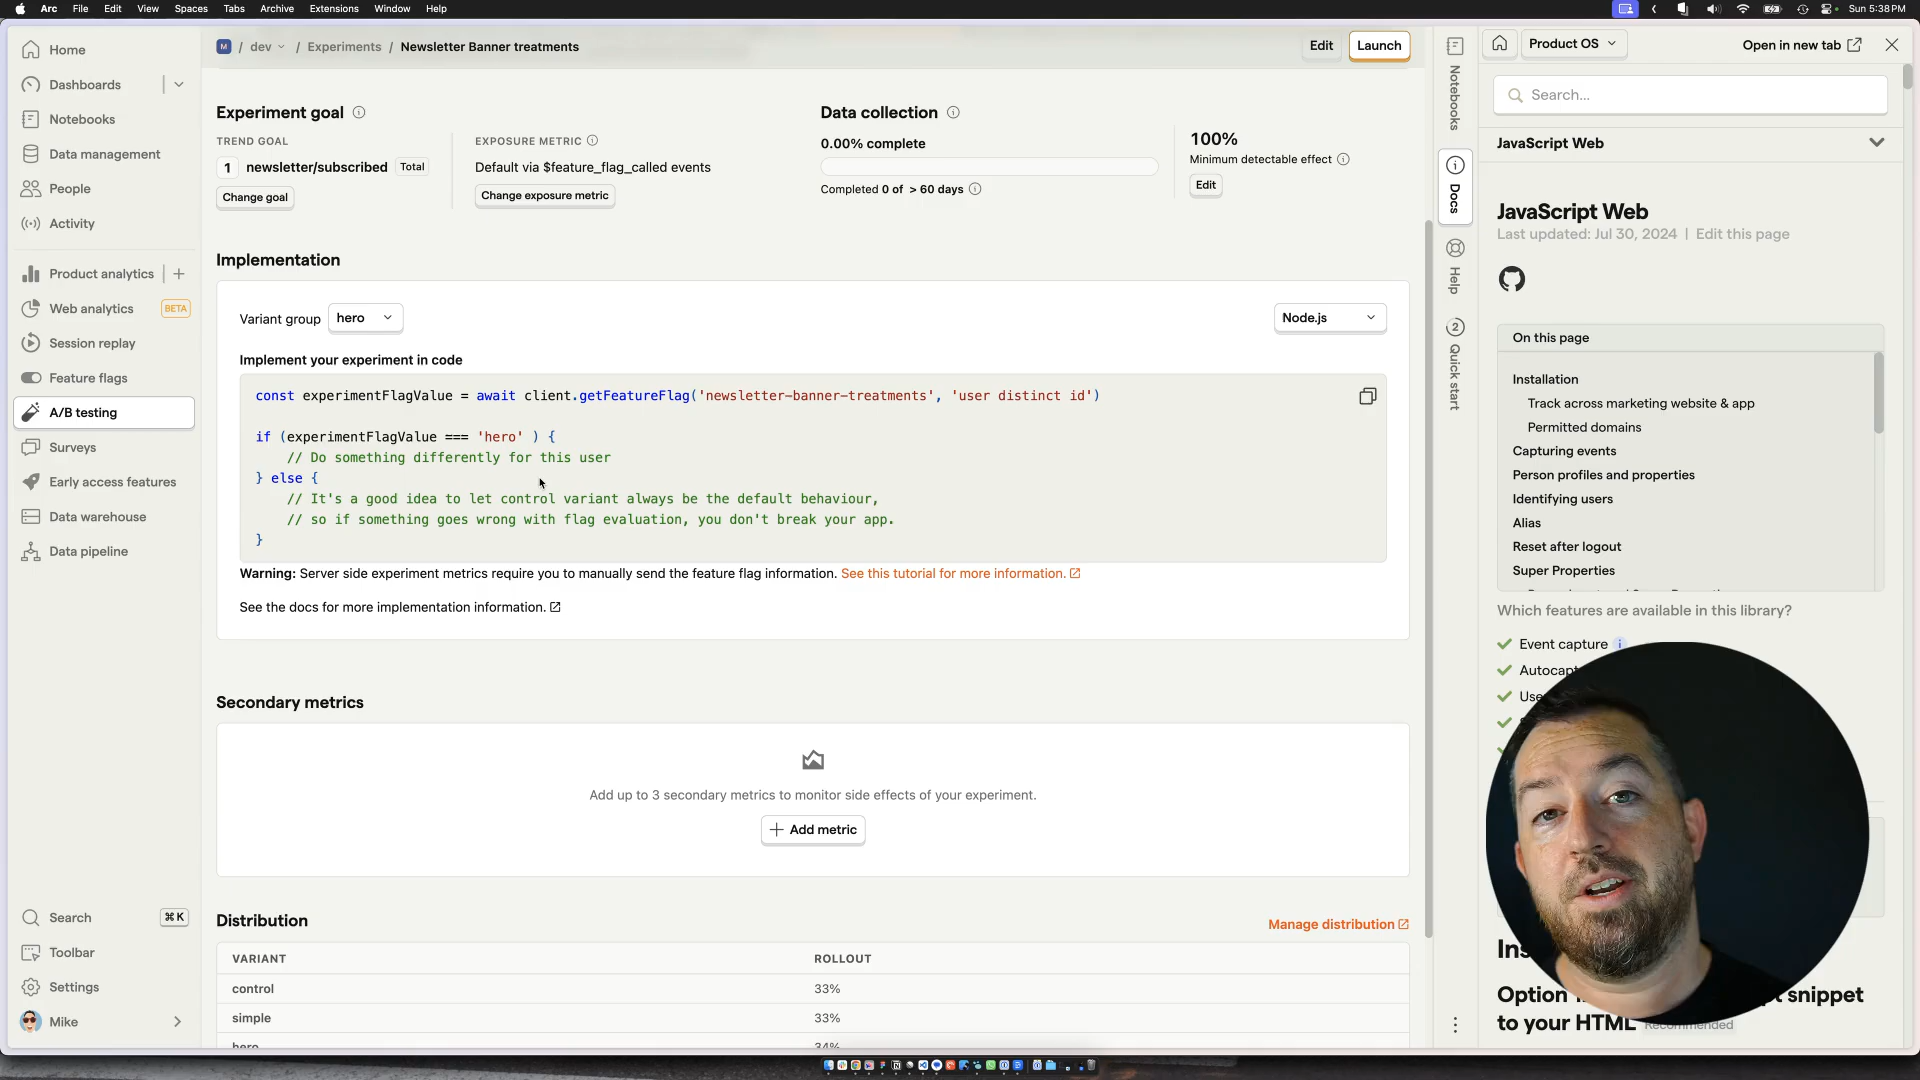 Arc File Edit View Spaces Tabs Archive Extensions Window Help
Sun 5:38 PM
Home
Dashboards
Notebooks
Data management
People
Activity
Product analytics
Web analytics BETA
Session replay
Feature flags
A/B testing
Surveys
Early access features
Data warehouse
Data pipeline
Search ⌘K
Toolbar
Settings
Mike
M / dev / Experiments / Newsletter Banner treatments
Edit Launch
Experiment goal
TREND GOAL
1 newsletter/subscribed Total
Change goal
EXPOSURE METRIC
Default via $feature_flag_called events
Change exposure metric
Data collection
0.00% complete
Completed 0 of > 60 days
100%
Minimum detectable effect
Edit
Implementation
Variant group hero
Node.js
Implement your experiment in code
const experimentFlagValue = await client.getFeatureFlag('newsletter-banner-treatments', 'user distinct id')
if (experimentFlagValue === 'hero' ) {
// Do something differently for this user
} else {
// It's a good idea to let control variant always be the default behaviour,
// so if something goes wrong with flag evaluation, you don't break your app.
}
Warning: Server side experiment metrics require you to manually send the feature flag information. See this tutorial for more information.
See the docs for more implementation information.
Secondary metrics
Add up to 3 secondary metrics to monitor side effects of your experiment.
+ Add metric
Distribution
Manage distribution
VARIANT ROLLOUT
control 33%
simple 33%
hero 34%
Notebooks
Docs
Help
2 Quick start
Product OS
Open in new tab
Search...
JavaScript Web
JavaScript Web
Last updated: Jul 30, 2024 | Edit this page
On this page
Installation
Track across marketing website & app
Permitted domains
Capturing events
Person profiles and properties
Identifying users
Alias
Reset after logout
Super Properties
Which features are available in this library?
Event capture
Autocapt
Use
Ins
Option snippet
to your HTML Recommended